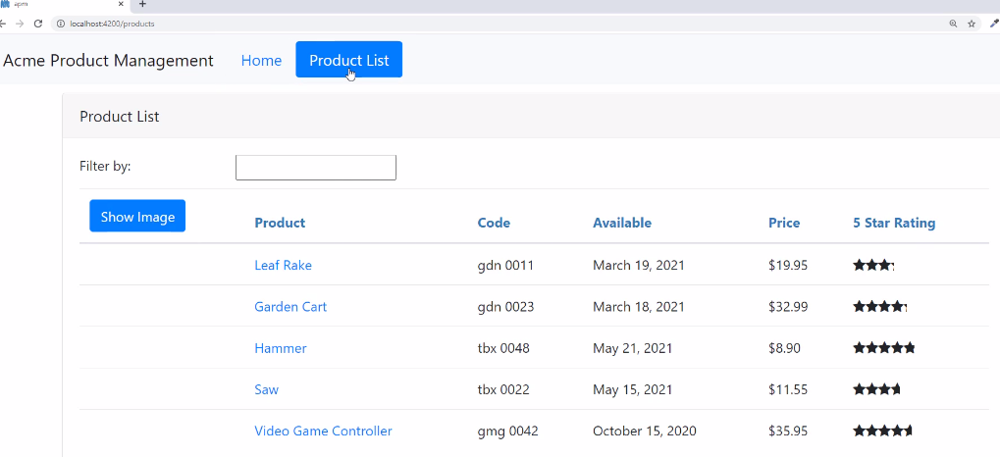 apm
localhost:4200/products
Acme Product Management Home Product List
Product List
Filter by:
Show Image Product Code Available Price 5 Star Rating
Leaf Rake gdn 0011 March 19, 2021 $19.95
Garden Cart gdn 0023 March 18, 2021 $32.99
Hammer tbx 0048 May 21, 2021 $8.90
Saw tbx 0022 May 15, 2021 $11.55
Video Game Controller gmg 0042 October 15, 2020 $35.95